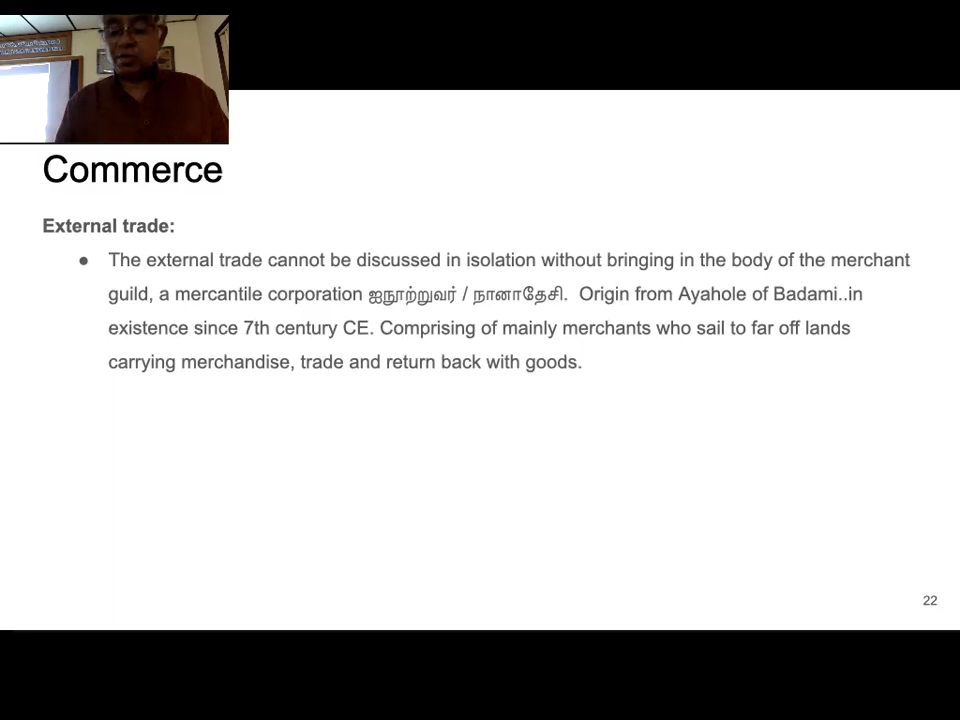 Commerce
External trade:
● The external trade cannot be discussed in isolation without bringing in the body of the merchant
guild, a mercantile corporation ஐநூற்றுவர் / நானாதேசி. Origin from Ayahole of Badami..in
existence since 7th century CE. Comprising of mainly merchants who sail to far off lands
carrying merchandise, trade and return back with goods.
22